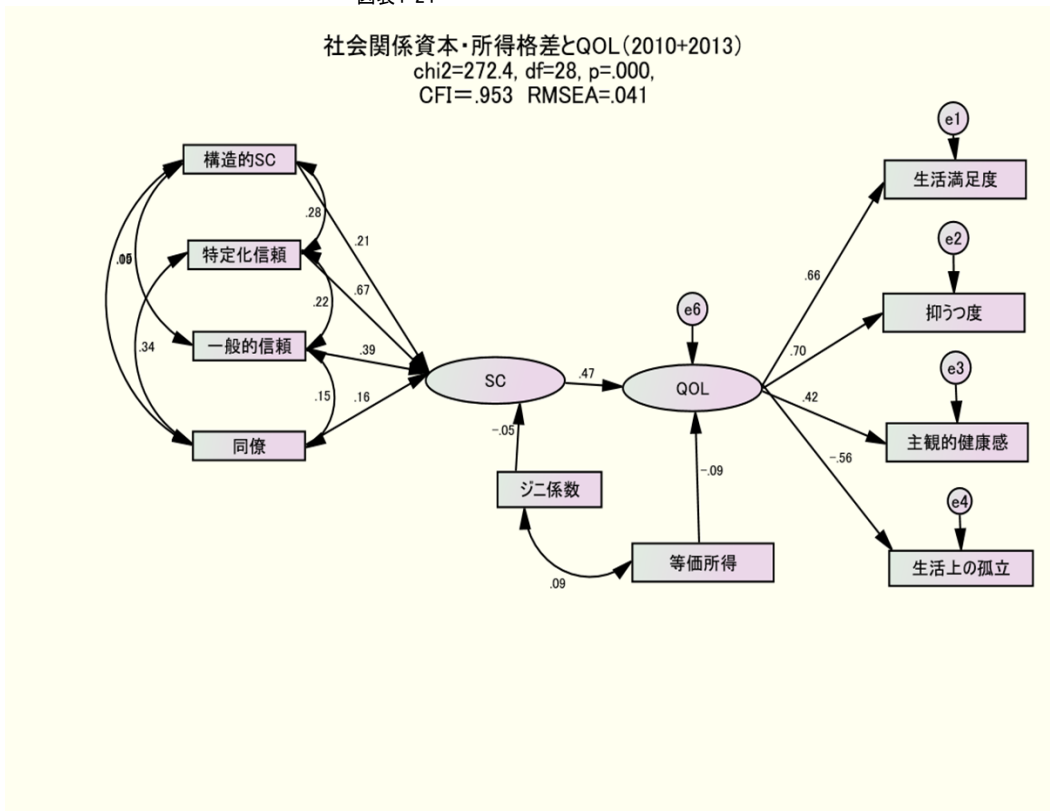 社会関係資本・所得格差とQOL(2010+2013)
chi2=272.4, df=28, p=.000,
CFI=.953 RMSEA=.041
e1
構造的SC
生活満足度
.28
.21
e2
特定化信頼
.67
.66
.22
e6
抑うつ度
.34
一般的信頼
.39
.70
e3
SC
.47
QOL
.15
.16
.42
同僚
主観的健康感
-.05
-.56
-.09
ジニ係数
e4
等価所得
生活上の孤立
.09